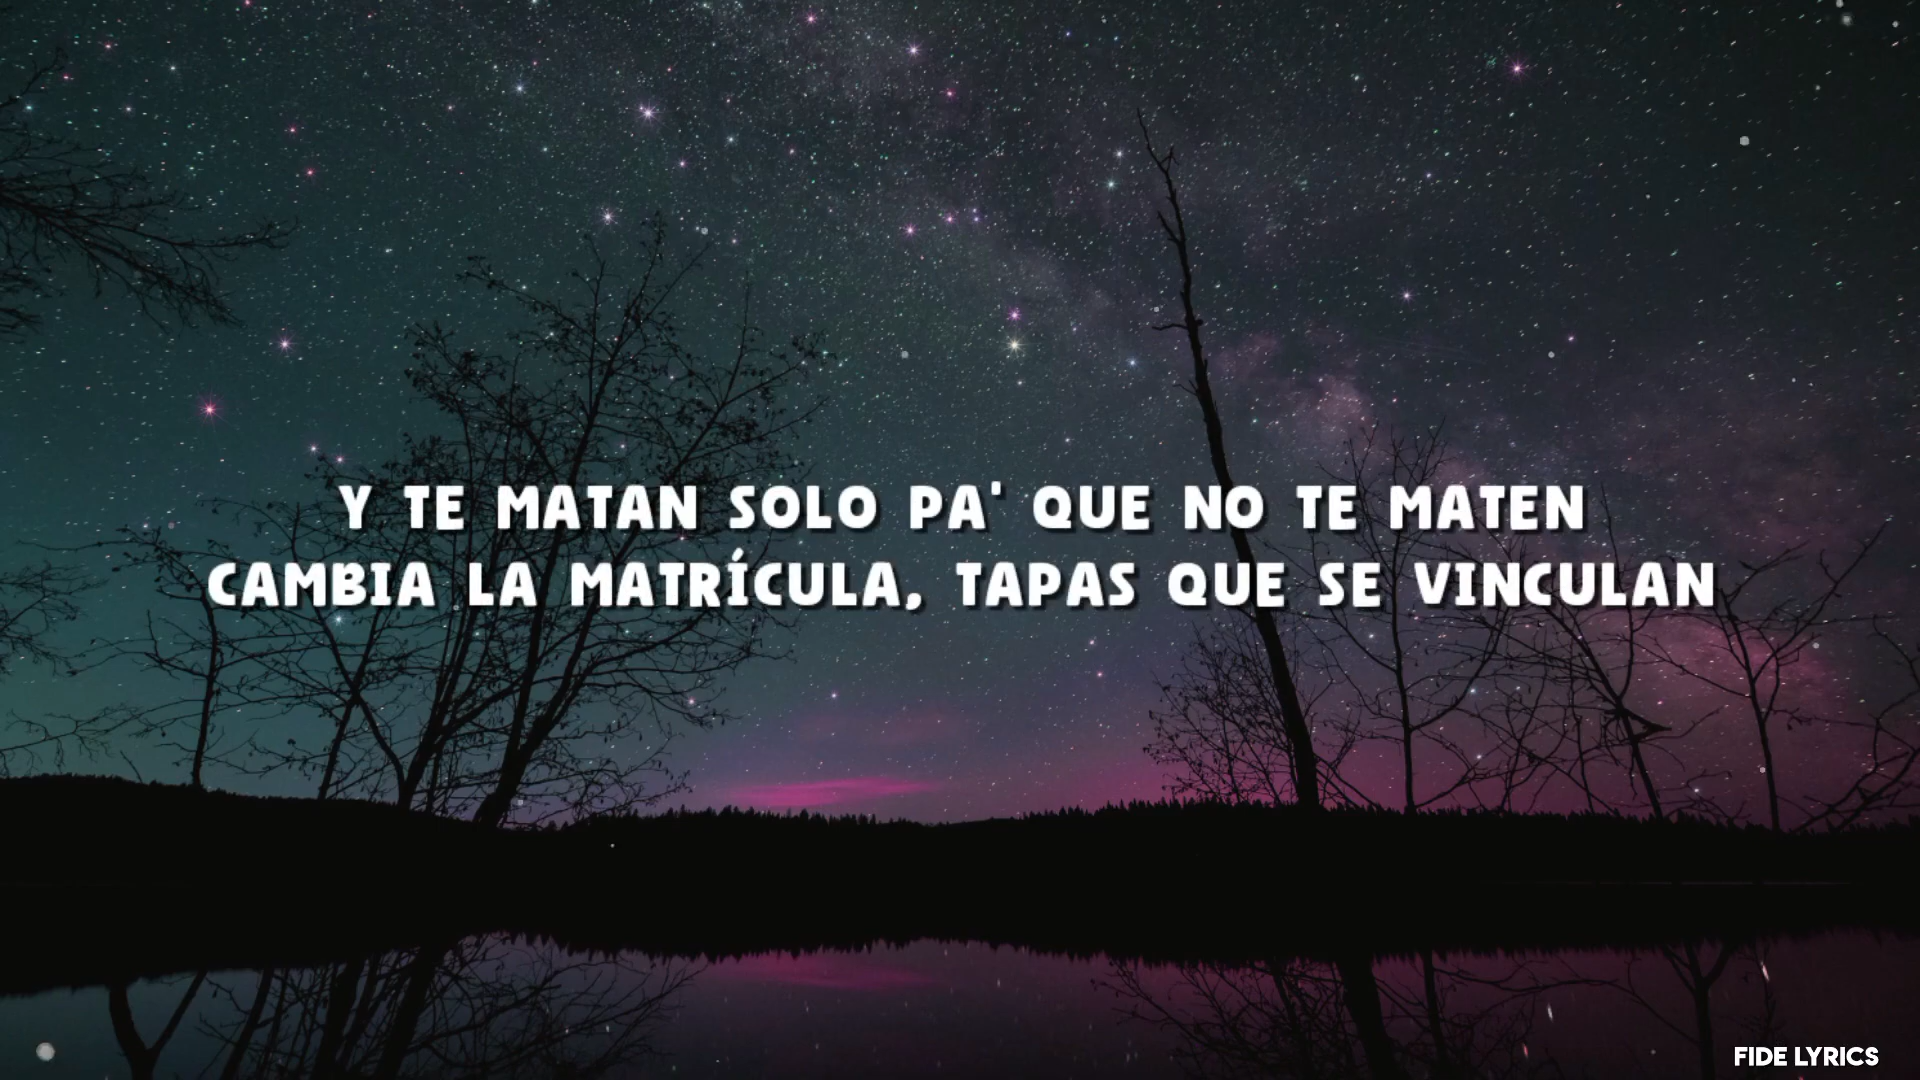 Y TE MATAN SOLO PA' QUE NO TE MATEN
CAMBIA LA MATRÍCULA, TAPAS QUE SE VINCULAN
FIDE LYRICS